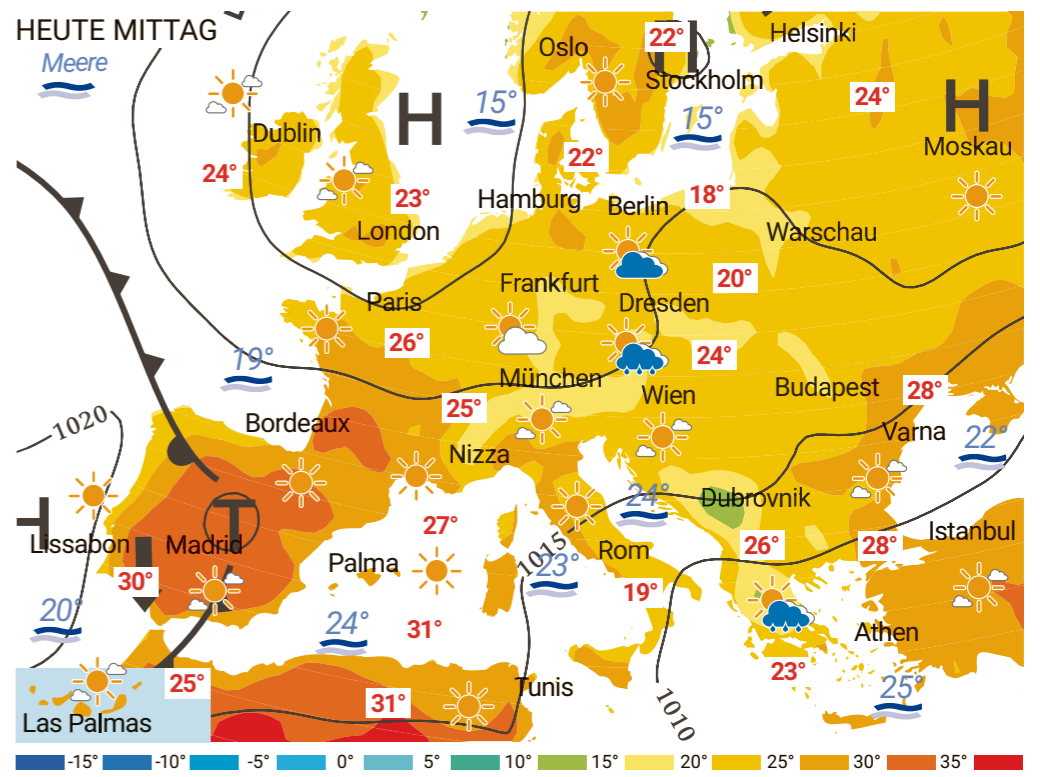 HEUTE MITTAG
Meere
Oslo
22°
Stockholm
Helsinki
15°
H
15°
24°
H
Moskau
Dublin
24°
23°
London
22°
Hamburg
Berlin
18°
Warschau
Frankfurt
20°
Dresden
Paris
26°
24°
19°
München
Wien
Budapest
28°
25°
1020
Bordeaux
Nizza
Varna
22°
24°
Dubrovnik
H
T
Lissabon
Madrid
27°
Palma
1015
23°
Rom
26°
28°
Istanbul
30°
19°
20°
24°
31°
Athen
23°
25°
25°
31°
Tunis
1010
Las Palmas
-15° -10° -5° 0° 5° 10° 15° 20° 25° 30° 35°